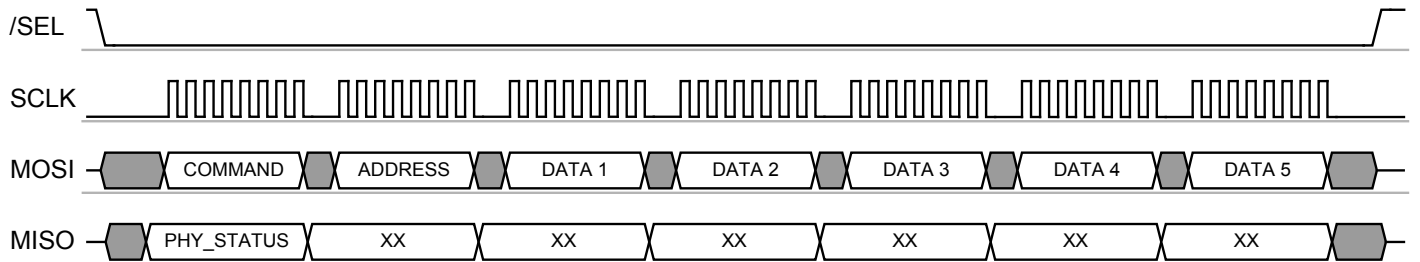 /SEL
SCLK
MOSI COMMAND ADDRESS DATA 1 DATA 2 DATA 3 DATA 4 DATA 5
MISO PHY_STATUS XX XX XX XX XX XX